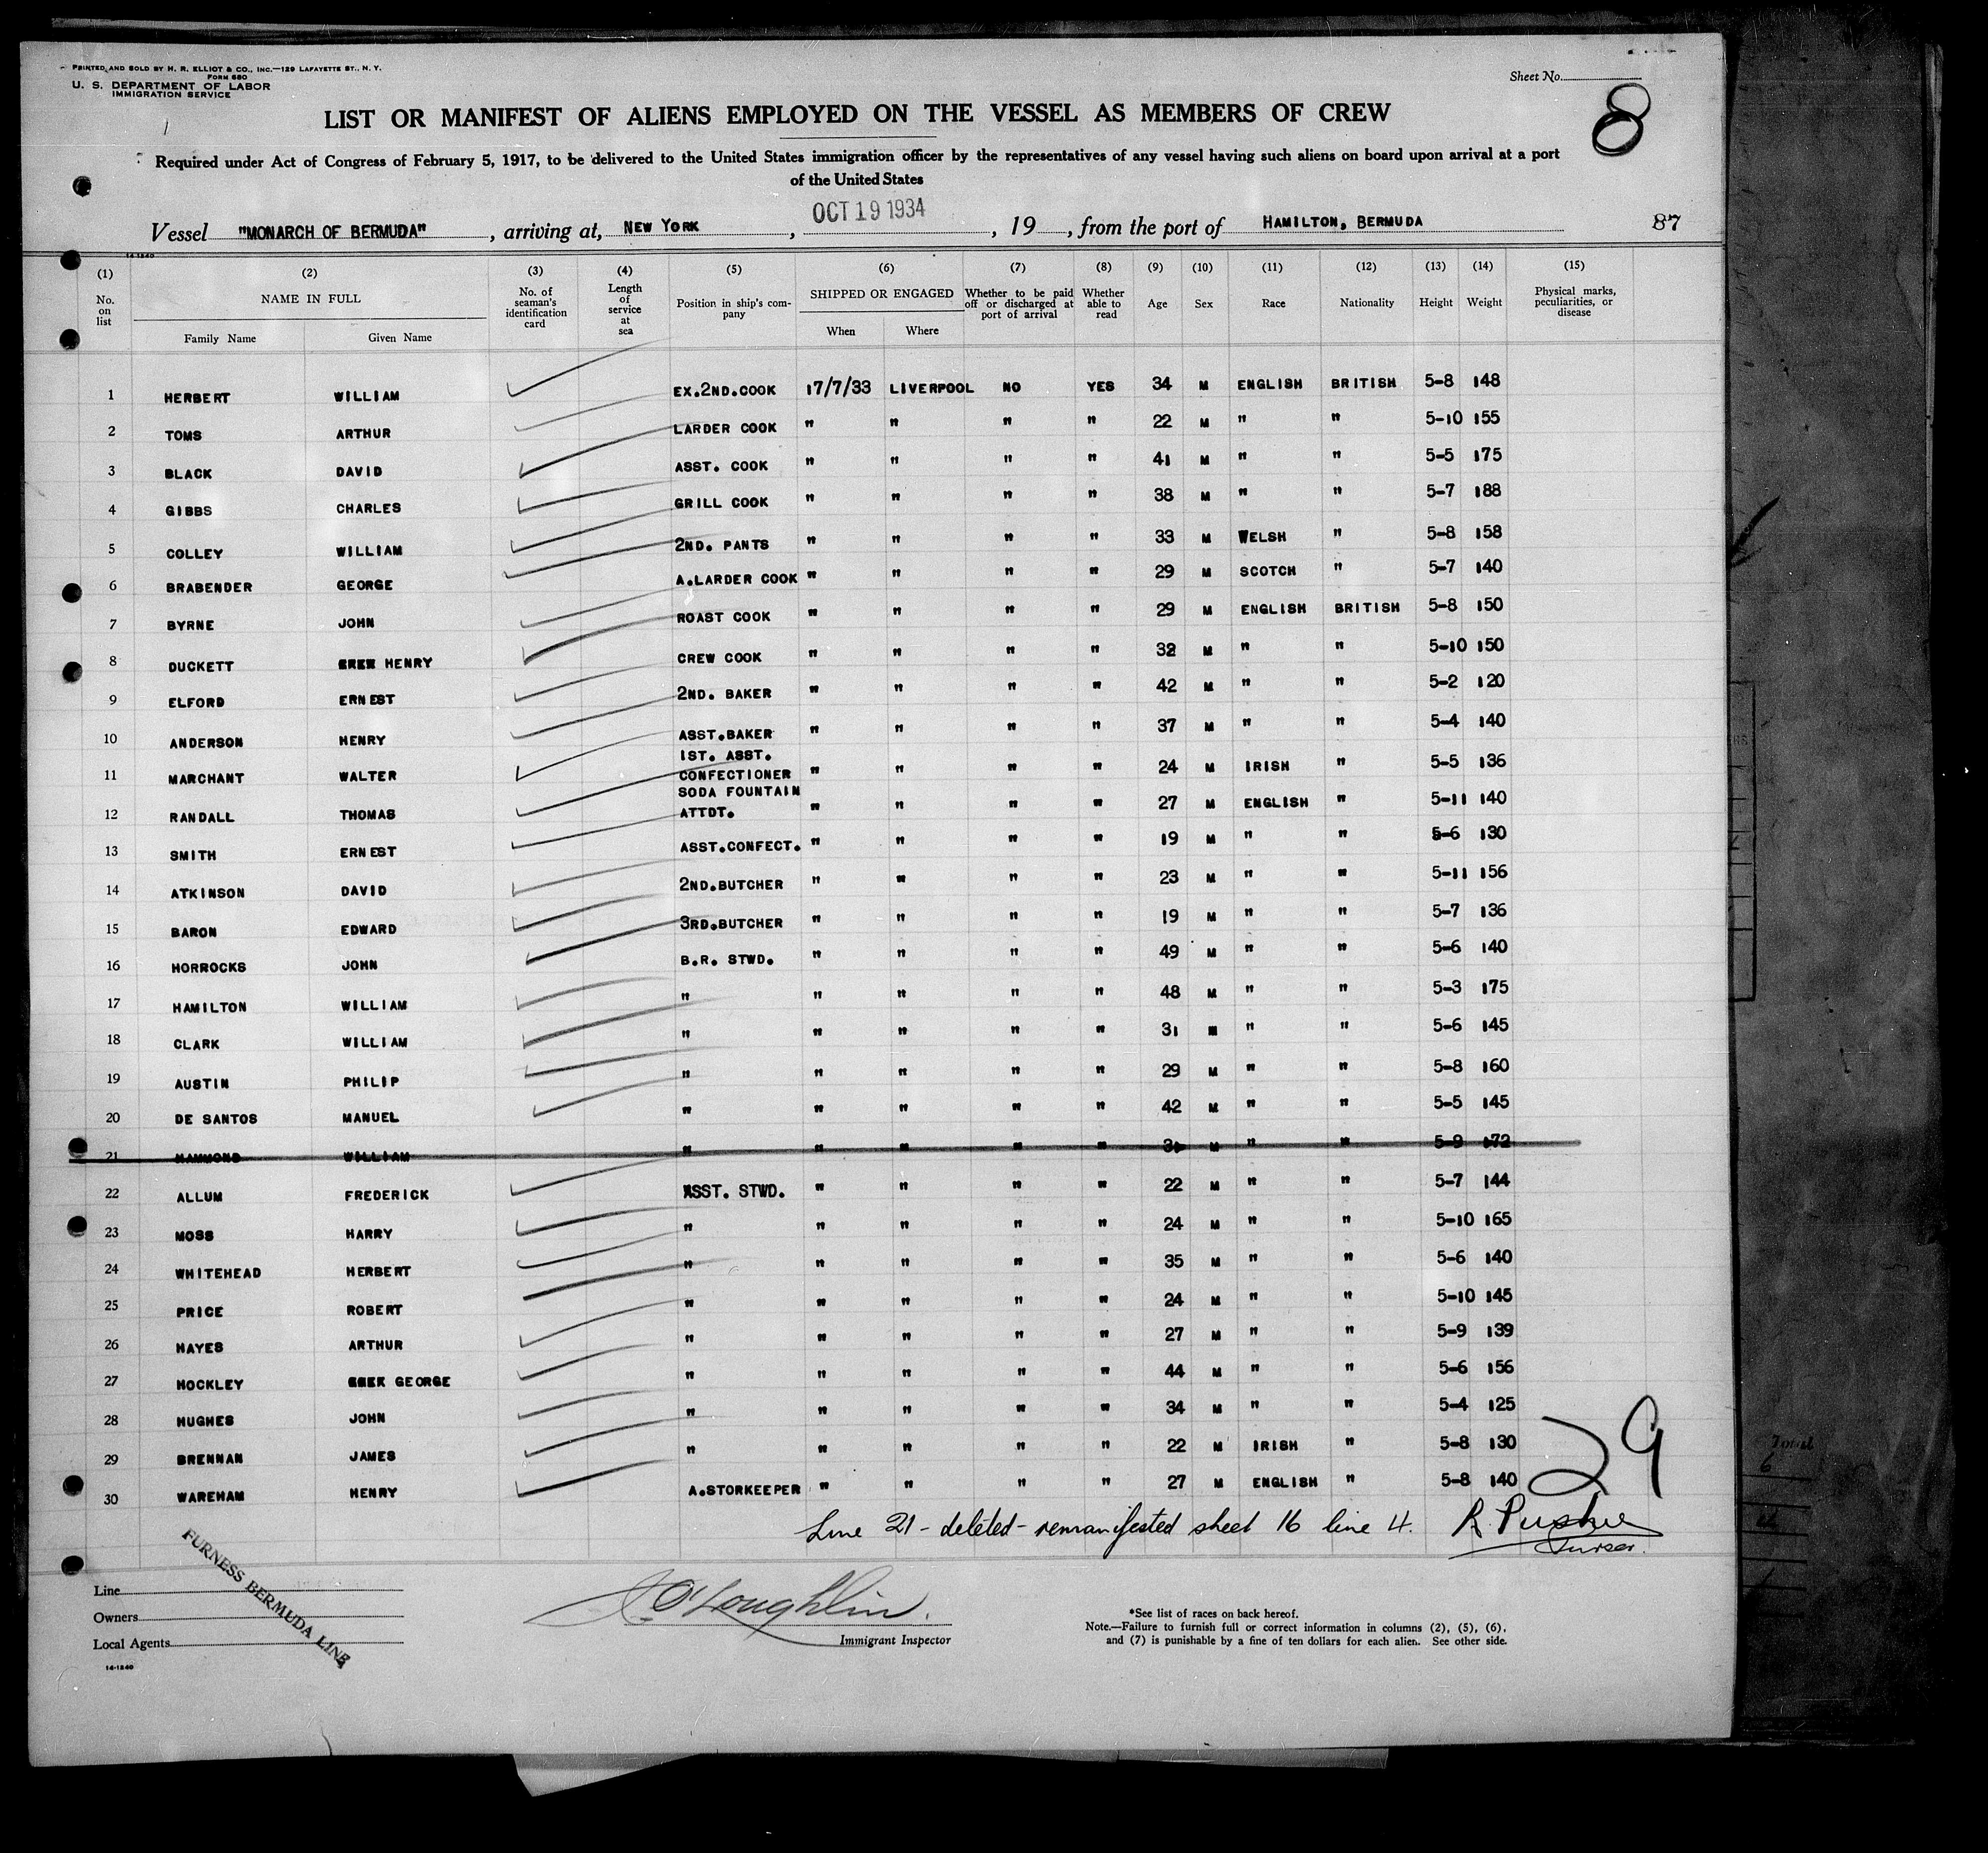 PRINTED AND SOLD BY H. R. ELLIOT & CO., INC.—129 LAFAYETTE ST., N. Y.
FORM 680
U. S. DEPARTMENT OF LABOR
IMMIGRATION SERVICE
Sheet No.
8
LIST OR MANIFEST OF ALIENS EMPLOYED ON THE VESSEL AS MEMBERS OF CREW
Required under Act of Congress of February 5, 1917, to be delivered to the United States immigration officer by the representatives of any vessel having such aliens on board upon arrival at a port
of the United States
Vessel "MONARCH OF BERMUDA", arriving at, NEW YORK, OCT 19 1934, 19, from the port of HAMILTON, BERMUDA 87
14-1240
(1) (2) (3) (4) (5) (6) (7) (8) (9) (10) (11) (12) (13) (14) (15)
No. on list NAME IN FULL Family Name Given Name No. of seaman's identification card Length of service at sea Position in ship's company SHIPPED OR ENGAGED When Where Whether to be paid off or discharged at port of arrival Whether able to read Age Sex Race Nationality Height Weight Physical marks, peculiarities, or disease
1 HERBERT WILLIAM EX.2ND.COOK 17/7/33 LIVERPOOL NO YES 34 M ENGLISH BRITISH 5-8 148
2 TOMS ARTHUR LARDER COOK " " " " 22 M " " 5-10 155
3 BLACK DAVID ASST. COOK " " " " 41 M " " 5-5 175
4 GIBBS CHARLES GRILL COOK " " " " 38 M " " 5-7 188
5 COLLEY WILLIAM 2ND. PANTS " " " " 33 M WELSH " 5-8 158
6 BRABENDER GEORGE A.LARDER COOK " " " " 29 M SCOTCH " 5-7 140
7 BYRNE JOHN ROAST COOK " " " " 29 M ENGLISH BRITISH 5-8 150
8 DUCKETT HENRY CREW COOK " " " " 32 M " " 5-10 150
9 ELFORD ERNEST 2ND. BAKER " " " " 42 M " " 5-2 120
10 ANDERSON HENRY ASST.BAKER " " " " 37 M " " 5-4 140
11 MARCHANT WALTER 1ST. ASST. CONFECTIONER " " " " 24 M IRISH " 5-5 136
12 RANDALL THOMAS SODA FOUNTAIN ATTDT. " " " " 27 M ENGLISH " 5-11 140
13 SMITH ERNEST ASST.CONFECT. " " " " 19 M " " 5-6 130
14 ATKINSON DAVID 2ND.BUTCHER " " " " 23 M " " 5-11 156
15 BARON EDWARD 3RD.BUTCHER " " " " 19 M " " 5-7 136
16 HORROCKS JOHN B.R. STWD. " " " " 49 M " " 5-6 140
17 HAMILTON WILLIAM " " " " " 48 M " " 5-3 175
18 CLARK WILLIAM " " " " " 31 M " " 5-6 145
19 AUSTIN PHILIP " " " " " 29 M " " 5-8 160
20 DE SANTOS MANUEL " " " " " 42 M " " 5-5 145
21 HAMMOND WILLIAM " " " " " 31 M " " 5-9 172
22 ALLUM FREDERICK ASST. STWD. " " " " 22 M " " 5-7 144
23 MOSS HARRY " " " " " 24 M " " 5-10 165
24 WHITEHEAD HERBERT " " " " " 35 M " " 5-6 140
25 PRICE ROBERT " " " " " 24 M " " 5-10 145
26 HAYES ARTHUR " " " " " 27 M " " 5-9 139
27 HOCKLEY GEORGE " " " " " 44 M " " 5-6 156
28 HUGHES JOHN " " " " " 34 M " " 5-4 125
29 BRENNAN JAMES " " " " " 22 M IRISH " 5-8 130
30 WAREHAM HENRY A.STORKEEPER " " " " 27 M ENGLISH " 5-8 140
29
Line 21 - deleted - remanifested sheet 16 line 4.
Purser.
FURNESS BERMUDA LINE
Line
Owners
Local Agents
14-1240
O'Loughlin.
Immigrant Inspector
*See list of races on back hereof.
Note.—Failure to furnish full or correct information in columns (2), (5), (6),
and (7) is punishable by a fine of ten dollars for each alien. See other side.
Total
6